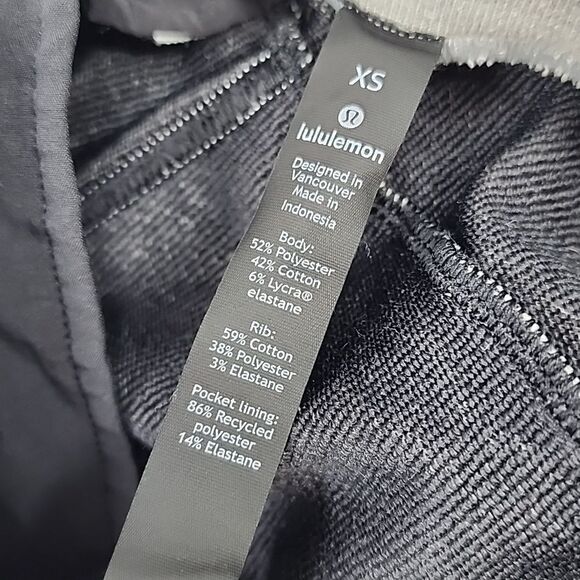 XS
lululemon
Designed in
Vancouver
Made in
Indonesia
Body:
52% Polyester
42% Cotton
6% Lycra®
elastane
Rib:
59% Cotton
38% Polyester
3% Elastane
Pocket lining:
86% Recycled
polyester
14% Elastane